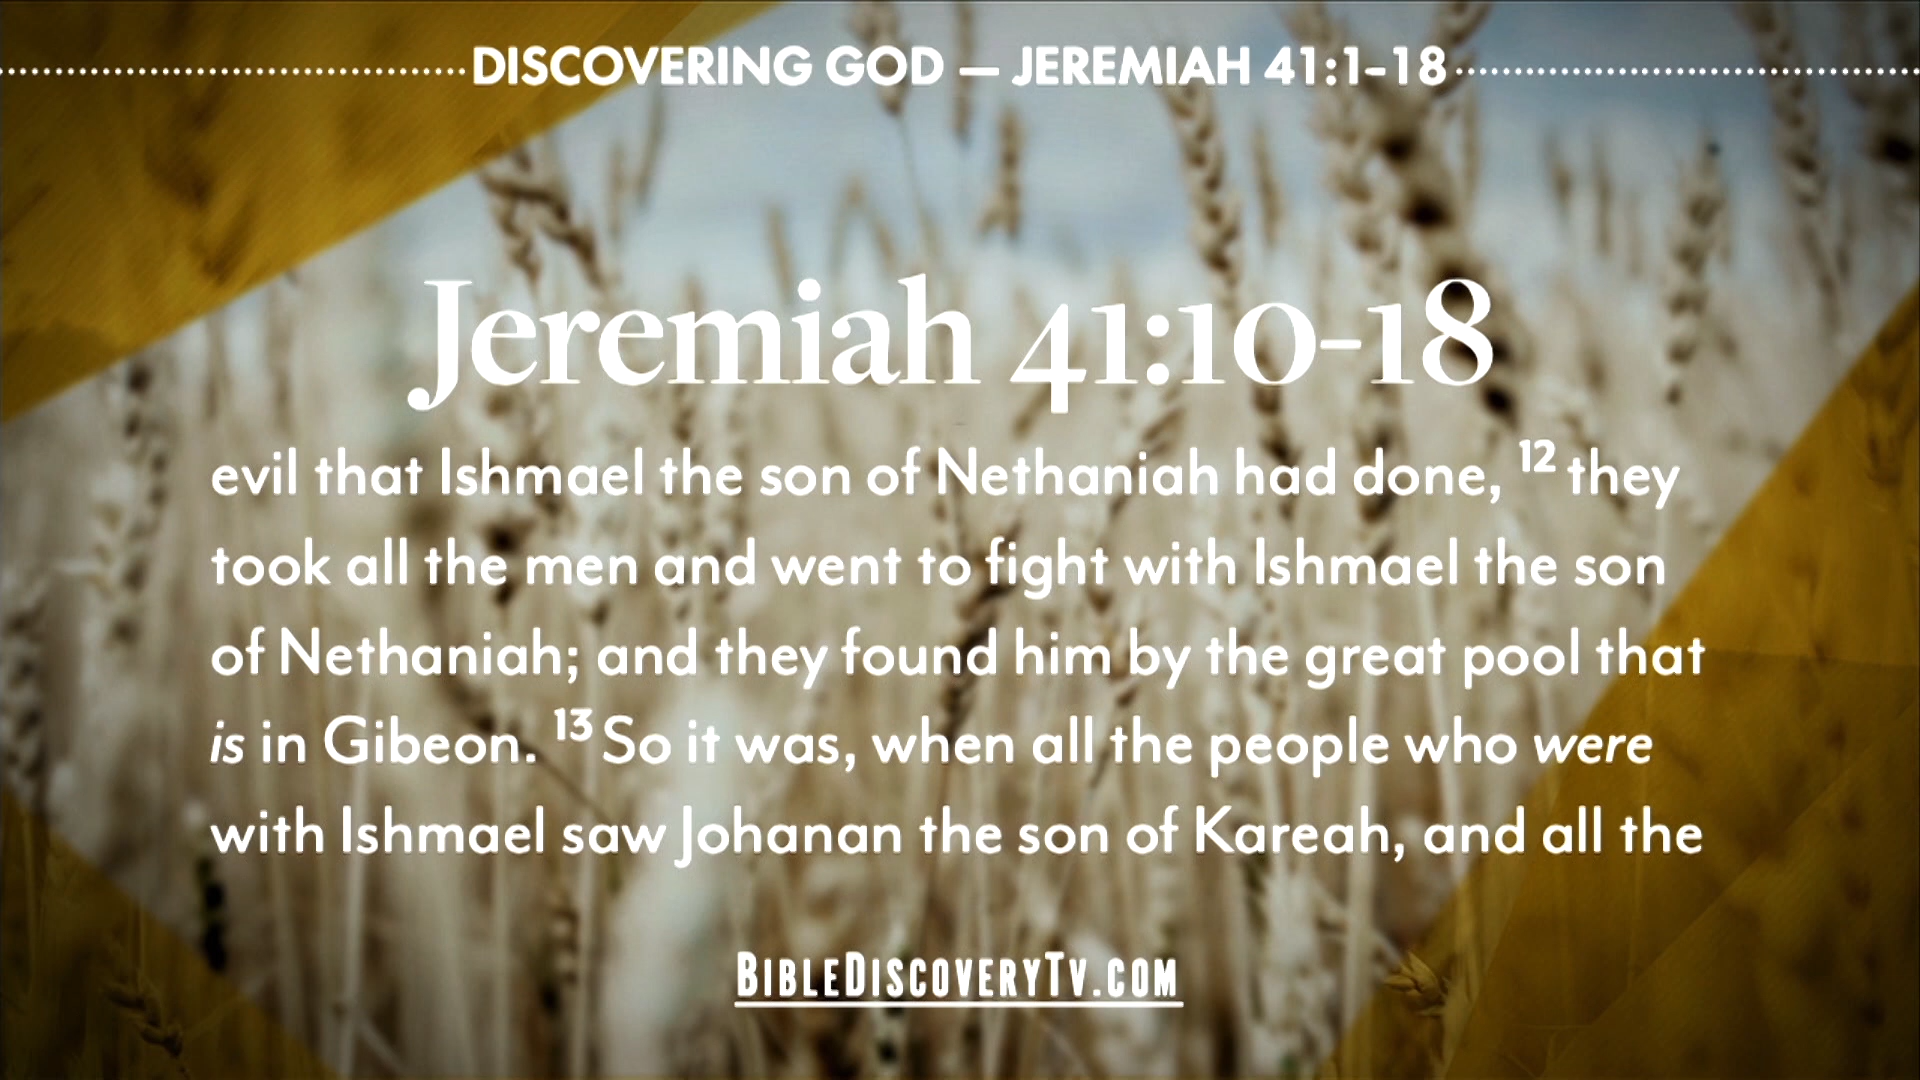 DISCOVERING GOD — JEREMIAH 41:1-18
Jeremiah 41:10-18
evil that Ishmael the son of Nethaniah had done, 12 they
took all the men and went to fight with Ishmael the son
of Nethaniah; and they found him by the great pool that
is in Gibeon. 13 So it was, when all the people who were
with Ishmael saw Johanan the son of Kareah, and all the
BIBLEDISCOVERYTV.COM